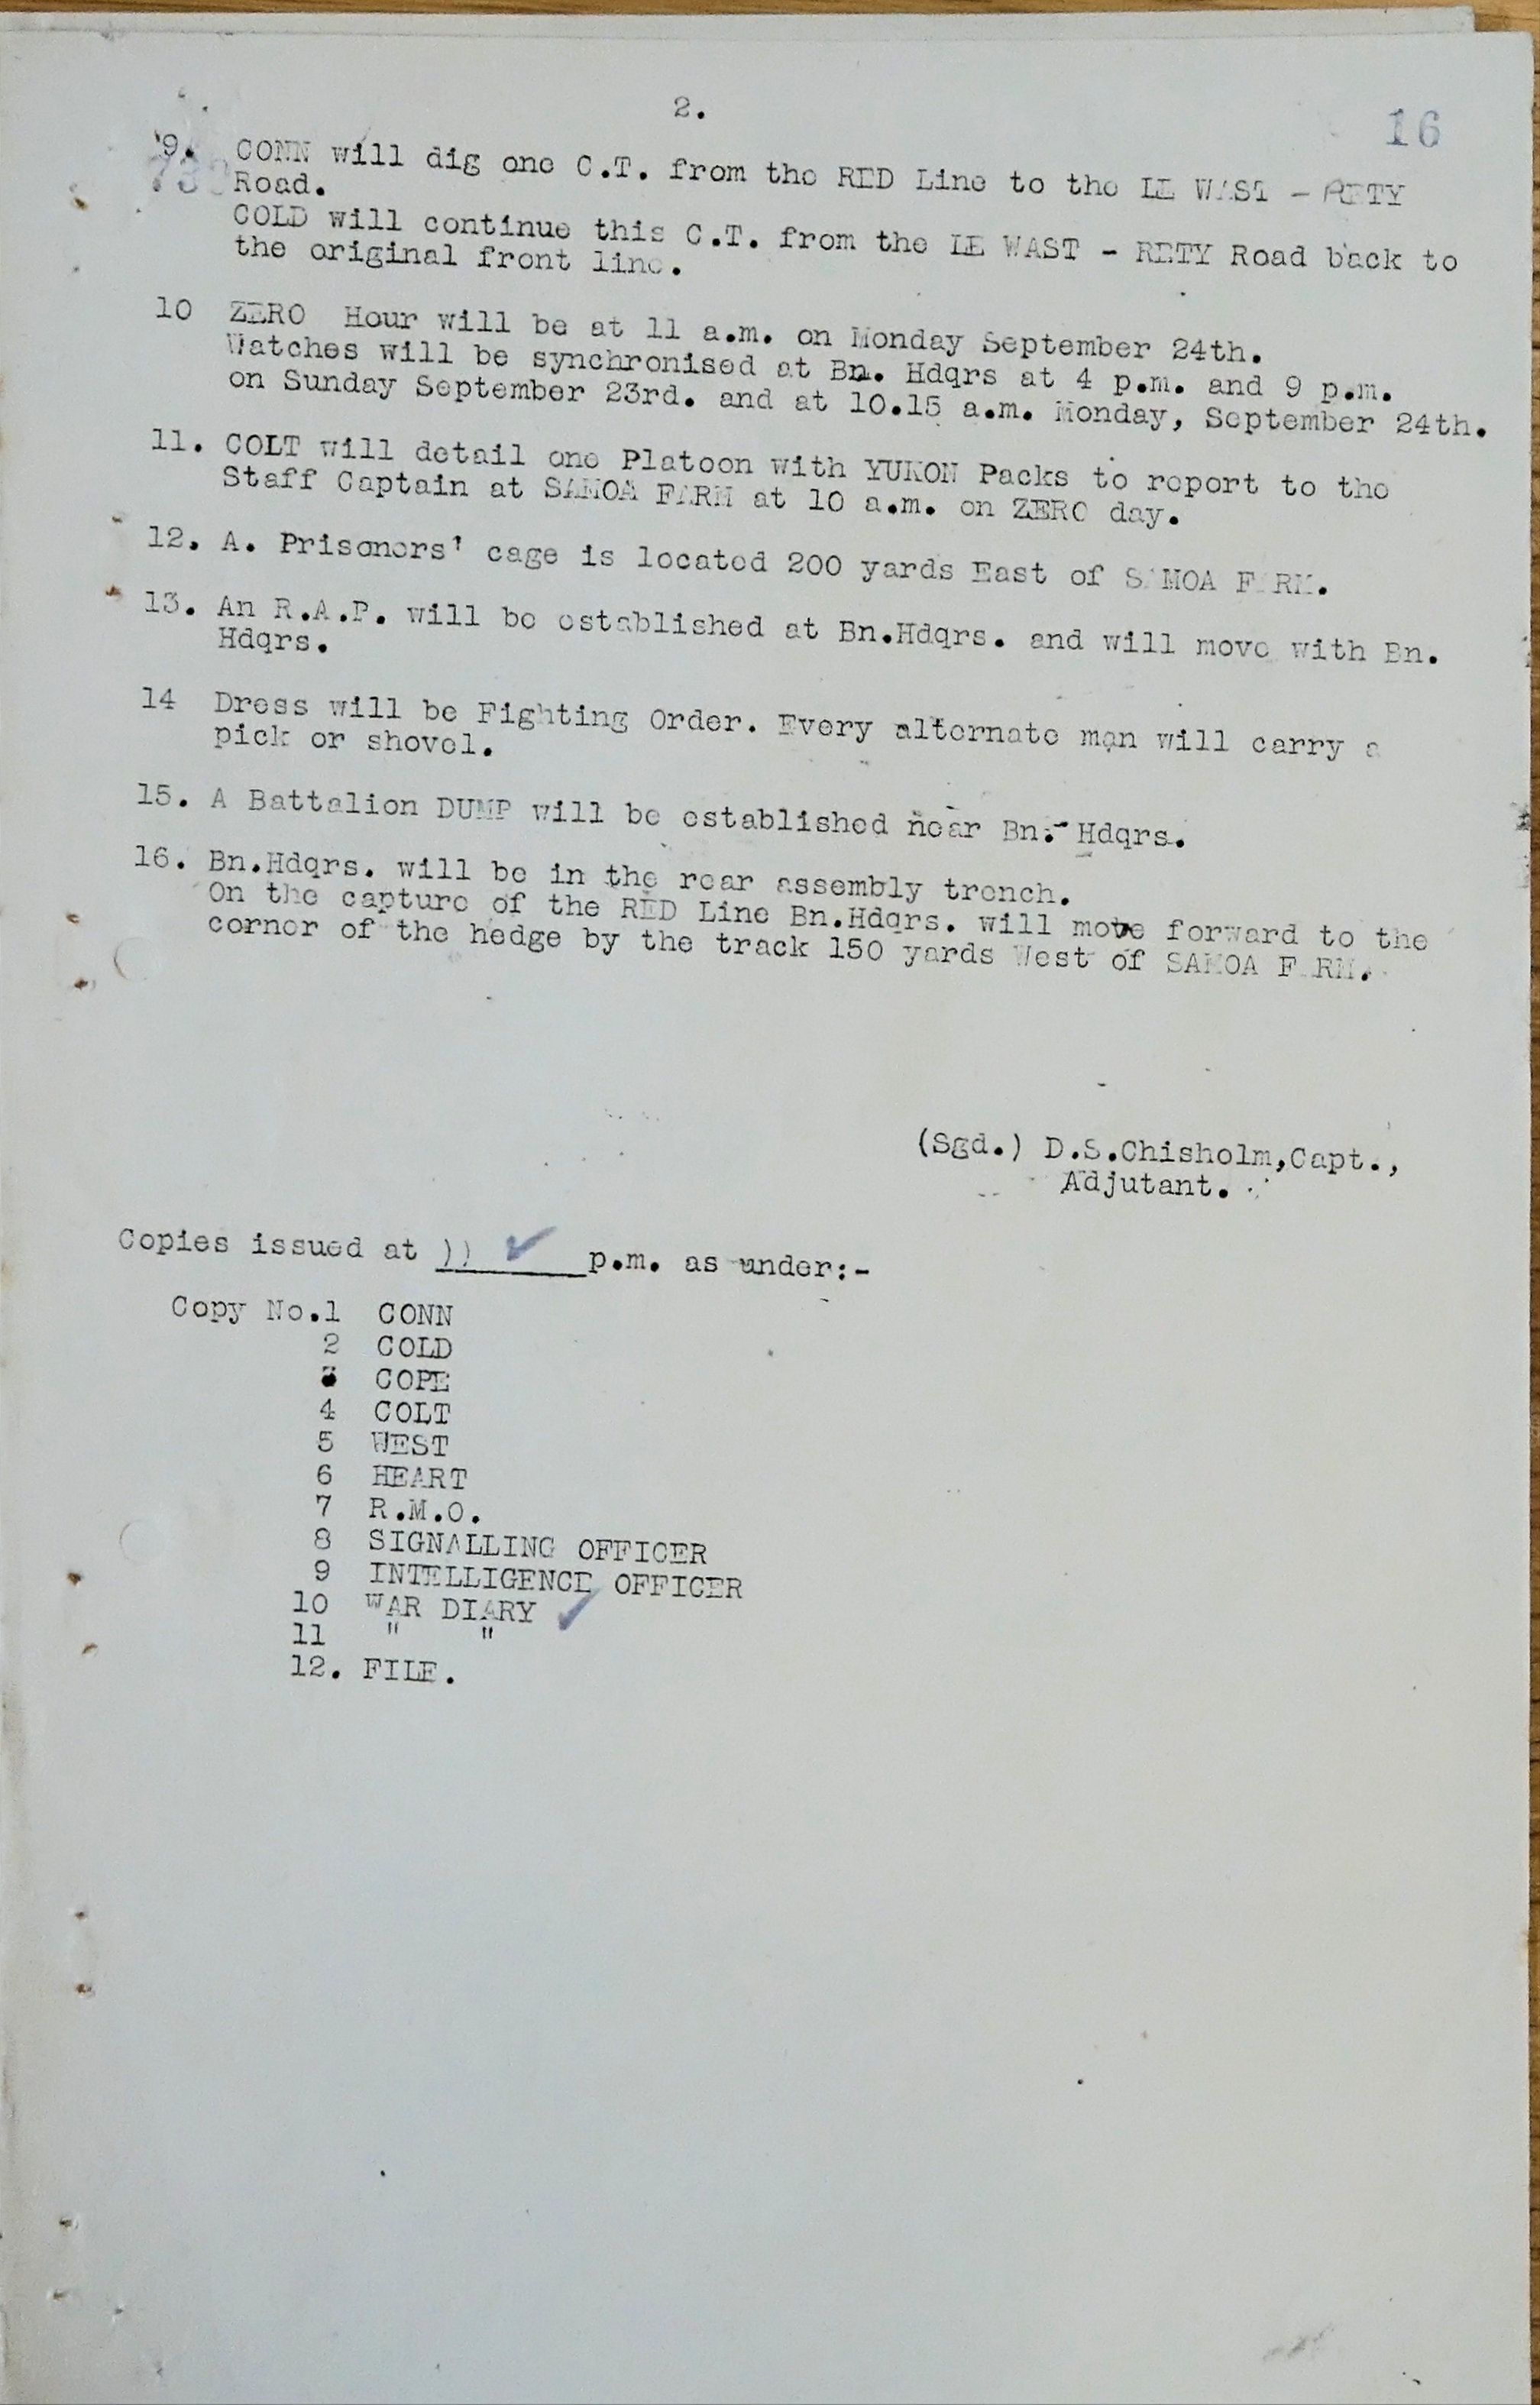 2.
16
9. CONN will dig one C.T. from the RED Line to the LE WAST - RETY
Road.
COLD will continue this C.T. from the LE WAST - RETY Road back to
the original front line.
10 ZERO Hour will be at 11 a.m. on Monday September 24th.
Watches will be synchronised at Bn. Hdqrs at 4 p.m. and 9 p.m.
on Sunday September 23rd. and at 10.15 a.m. Monday, September 24th.
11. COLT will detail one Platoon with YUKON Packs to report to the
Staff Captain at SAMOA FARM at 10 a.m. on ZERO day.
12. A. Prisoners' cage is located 200 yards East of SAMOA FARM.
13. An R.A.P. will be established at Bn.Hdqrs. and will move with Bn.
Hdqrs.
14 Dress will be Fighting Order. Every alternate man will carry a
pick or shovel.
15. A Battalion DUMP will be established near Bn. Hdqrs.
16. Bn.Hdqrs. will be in the rear assembly trench.
On the capture of the RED Line Bn.Hdqrs. will move forward to the
corner of the hedge by the track 150 yards West of SAMOA FARM.
(Sgd.) D.S.Chisholm,Capt.,
Adjutant.
Copies issued at )) ✓ p.m. as under:-
Copy No.1 CONN
2 COLD
3 COPE
4 COLT
5 WEST
6 HEART
7 R.M.O.
8 SIGNALLING OFFICER
9 INTELLIGENCE OFFICER
10 WAR DIARY ✓
11 " "
12. FILE.